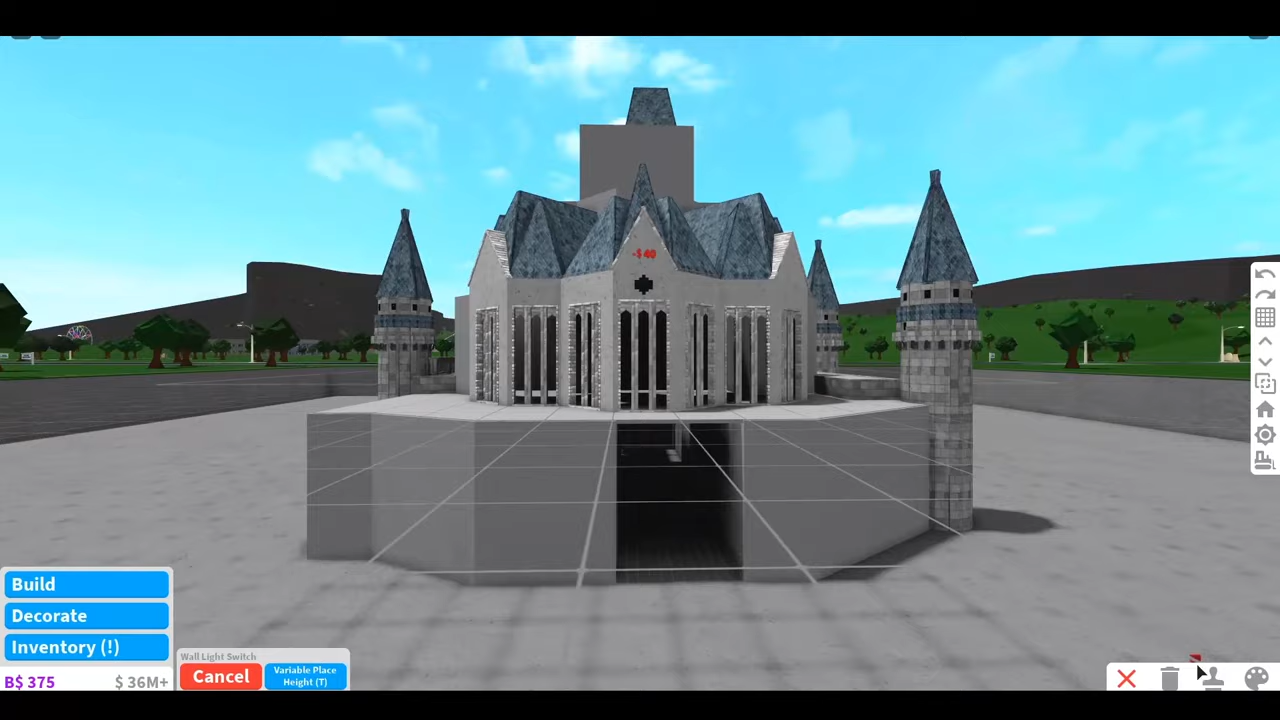 -$40
Build
Decorate
Inventory (!)
B$ 375 $ 36M+
Wall Light Switch
Cancel
Variable Place
Height (T)